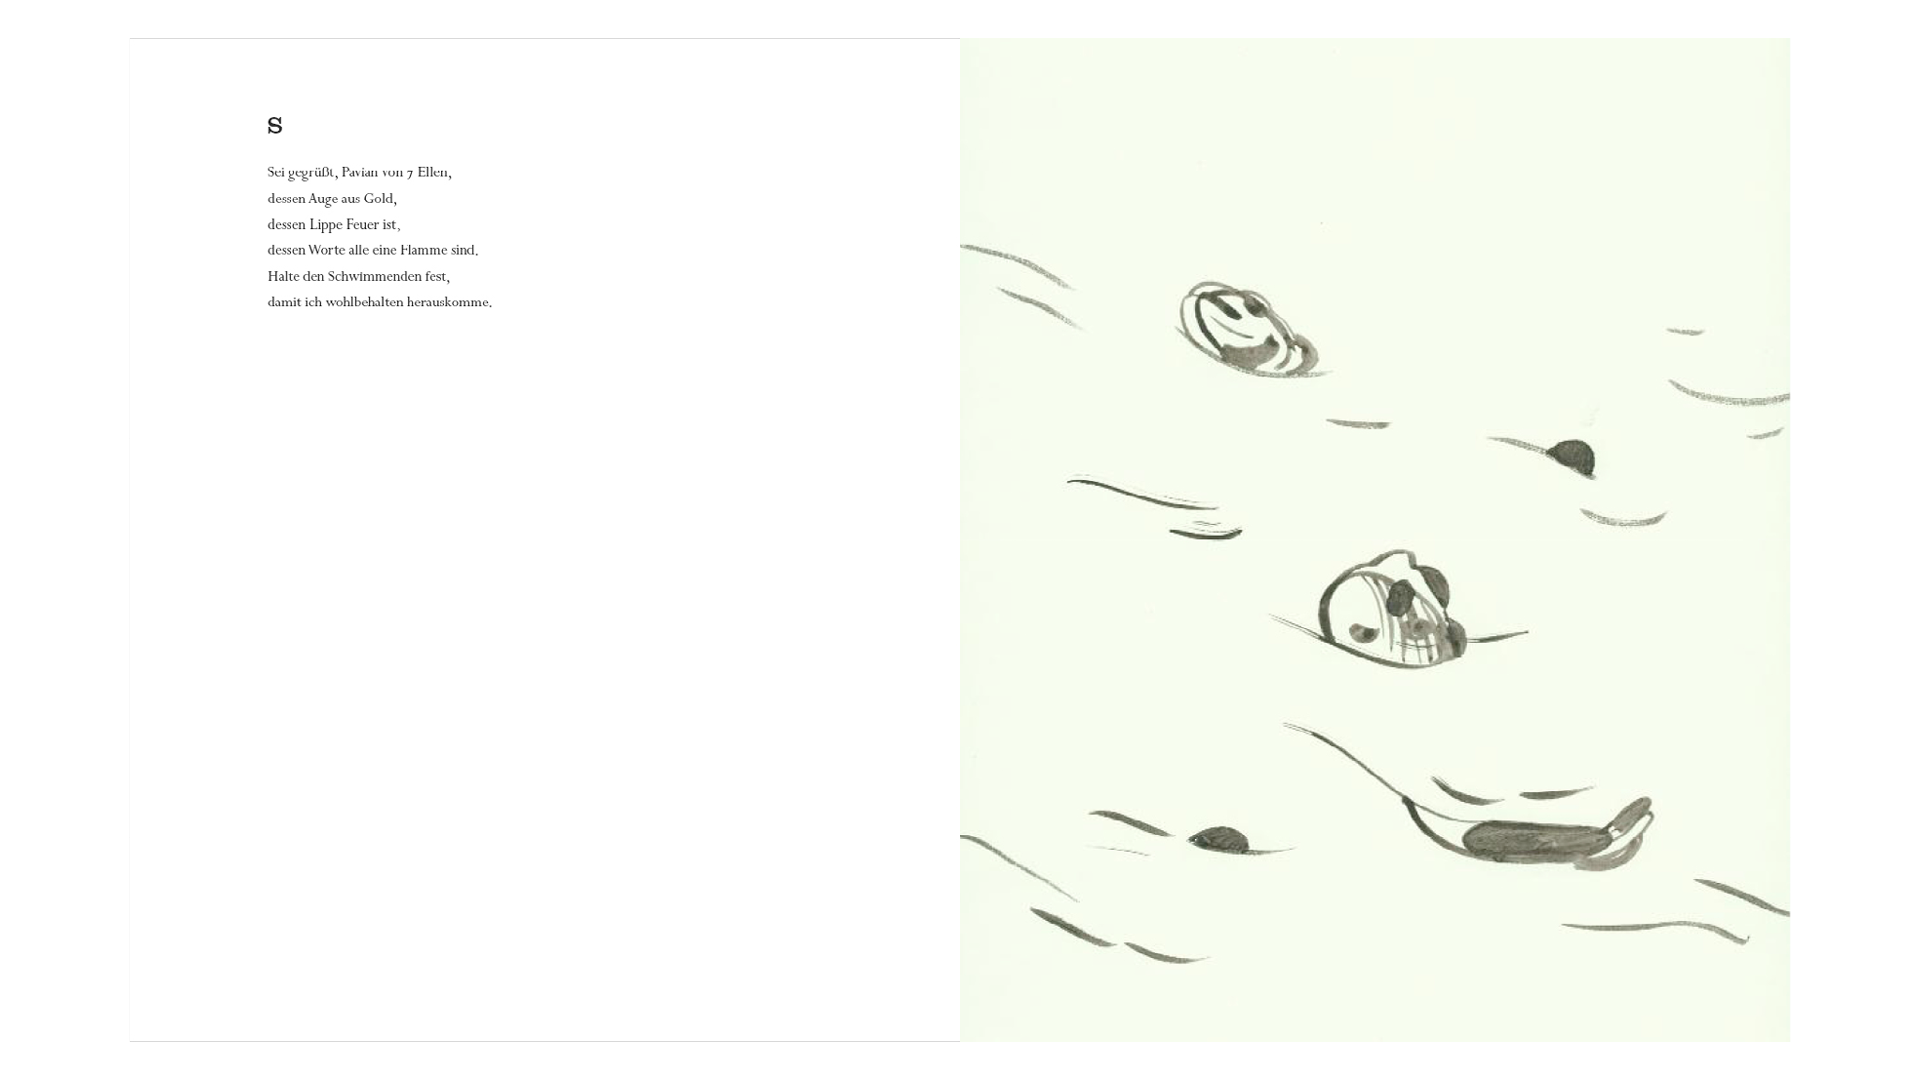 S
Sei gegrüßt, Pavian von 7 Ellen,
dessen Auge aus Gold,
dessen Lippe Feuer ist,
dessen Worte alle eine Flamme sind.
Halte den Schwimmenden fest,
damit ich wohlbehalten herauskomme.